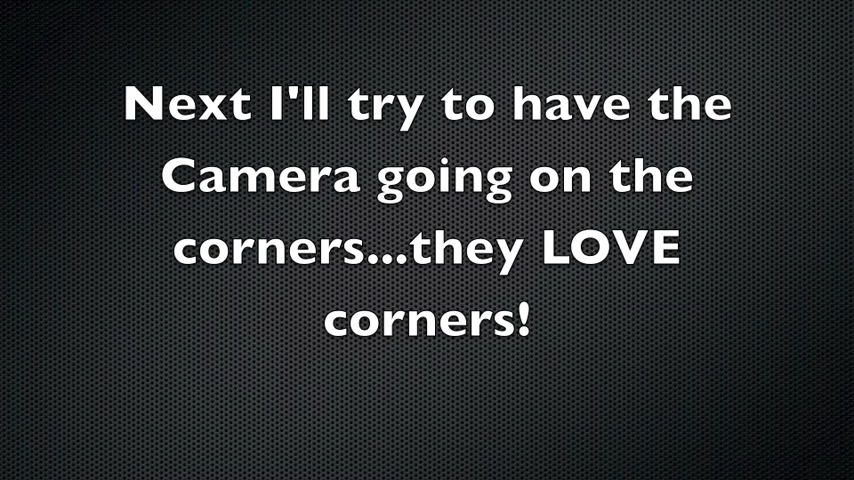 Next I'll try to have the
Camera going on the
corners...they LOVE
corners!